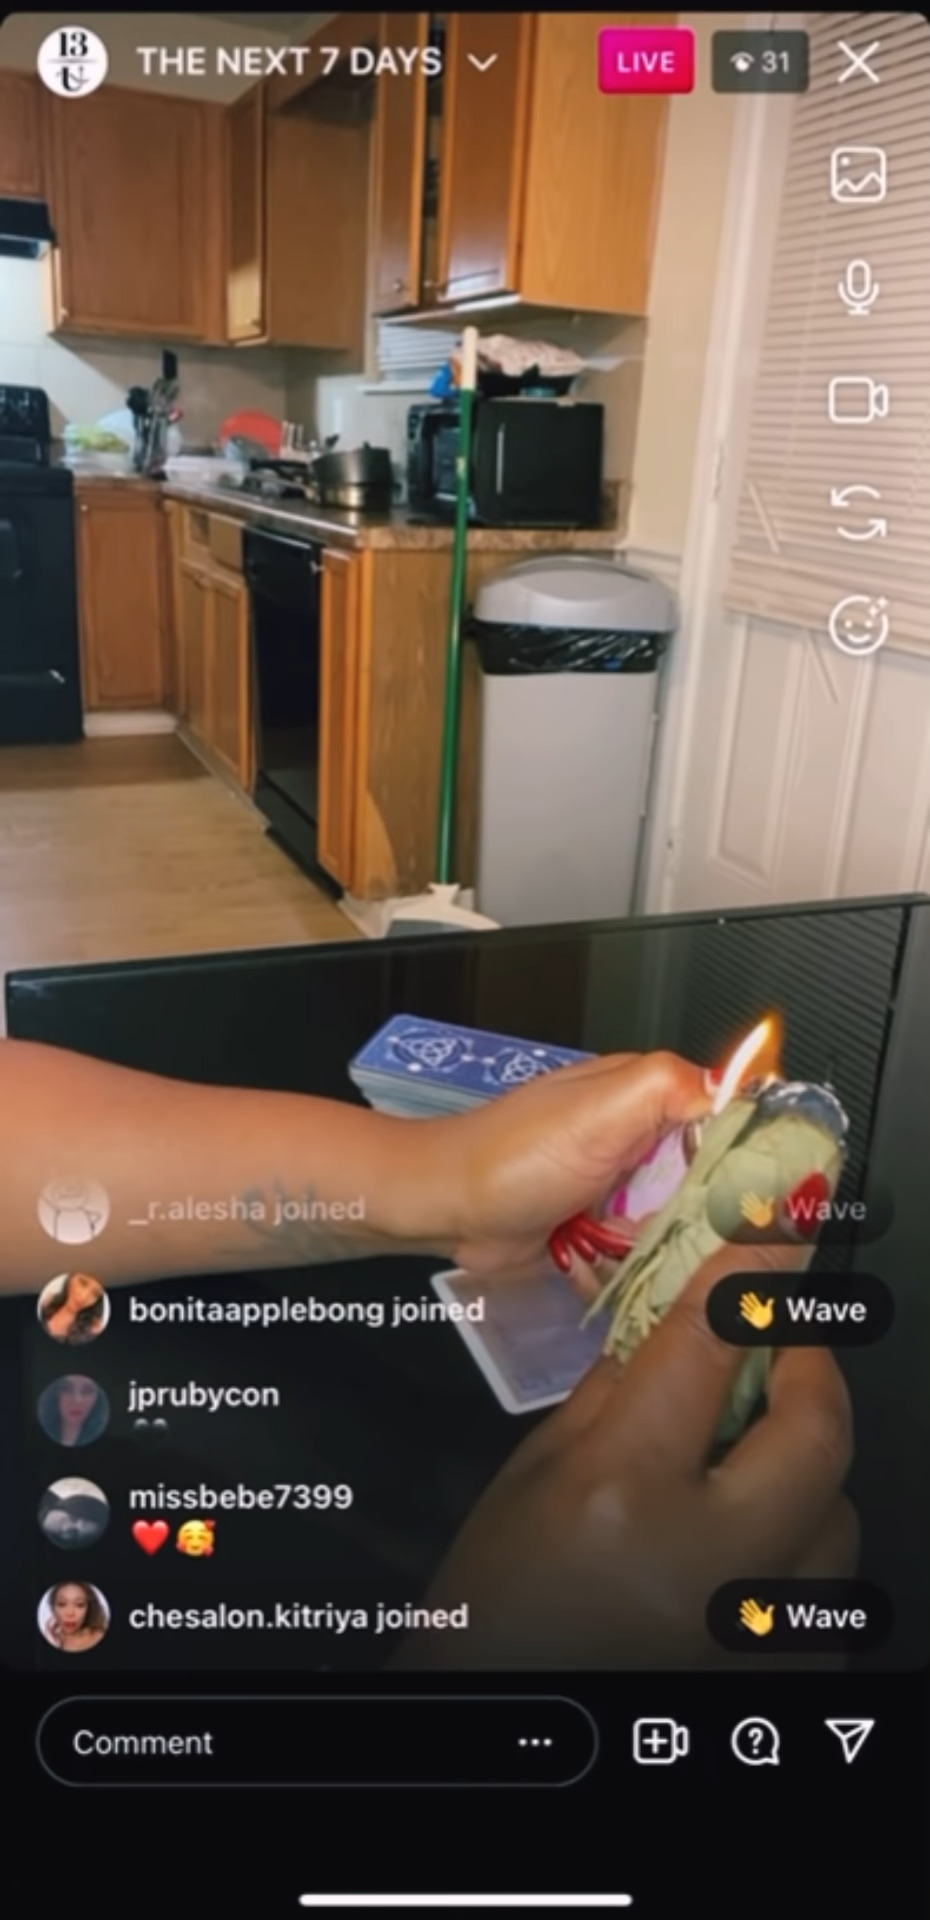 13
U
THE NEXT 7 DAYS
LIVE
31
_r.alesha joined
Wave
bonitaapplebong joined
Wave
jprubycon
missbebe7399
❤️🥰
chesalon.kitriya joined
Wave
Comment